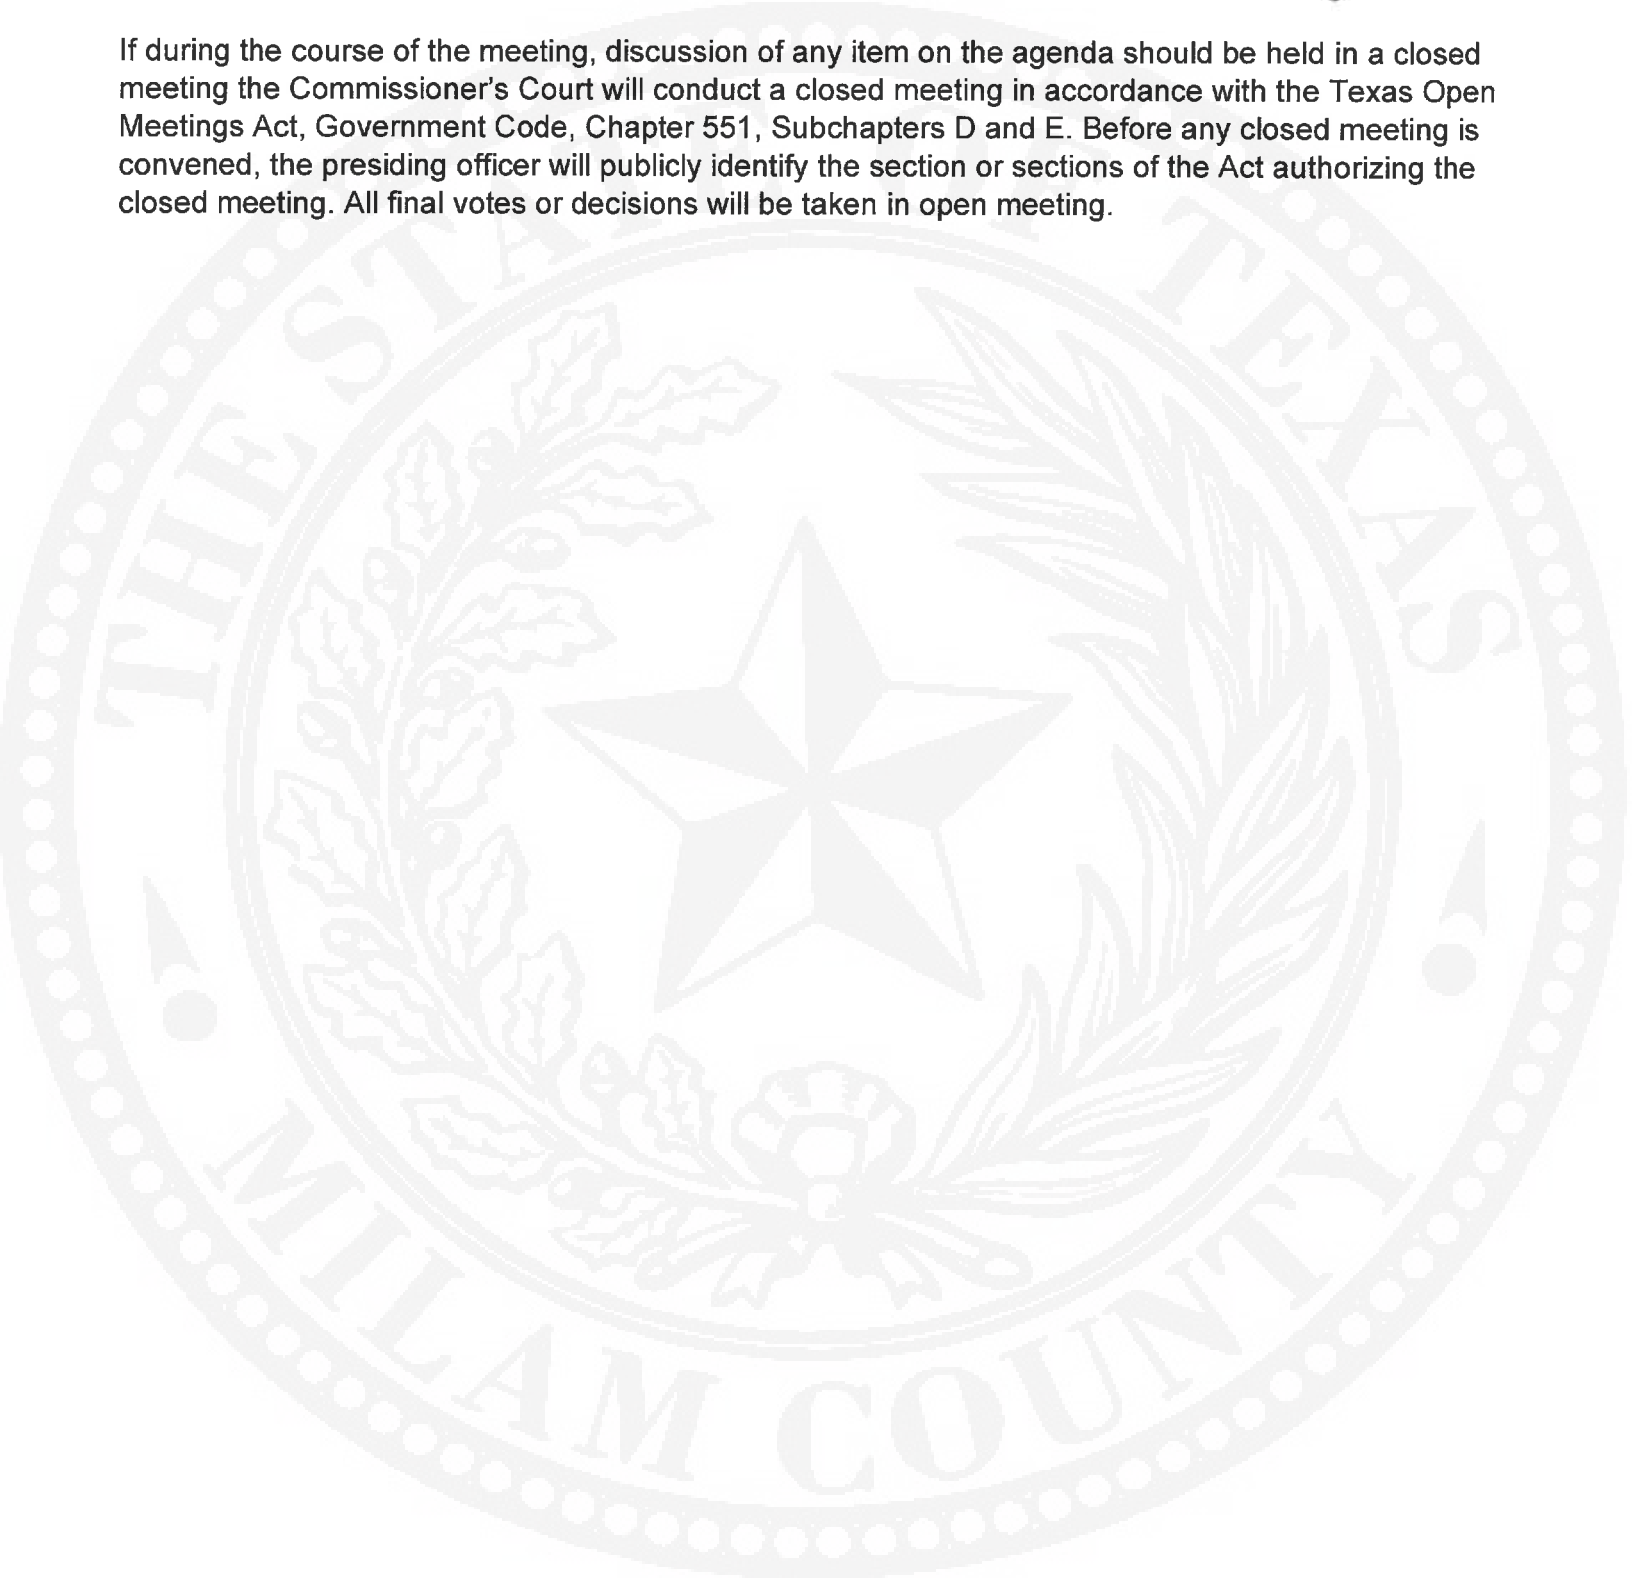 If during the course of the meeting, discussion of any item on the agenda should be held in a closed
meeting the Commissioner's Court will conduct a closed meeting in accordance with the Texas Open
Meetings Act, Government Code, Chapter 551, Subchapters D and E. Before any closed meeting is
convened, the presiding officer will publicly identify the section or sections of the Act authorizing the
closed meeting. All final votes or decisions will be taken in open meeting.
THE STATE OF TEXAS
MILAM COUNTY